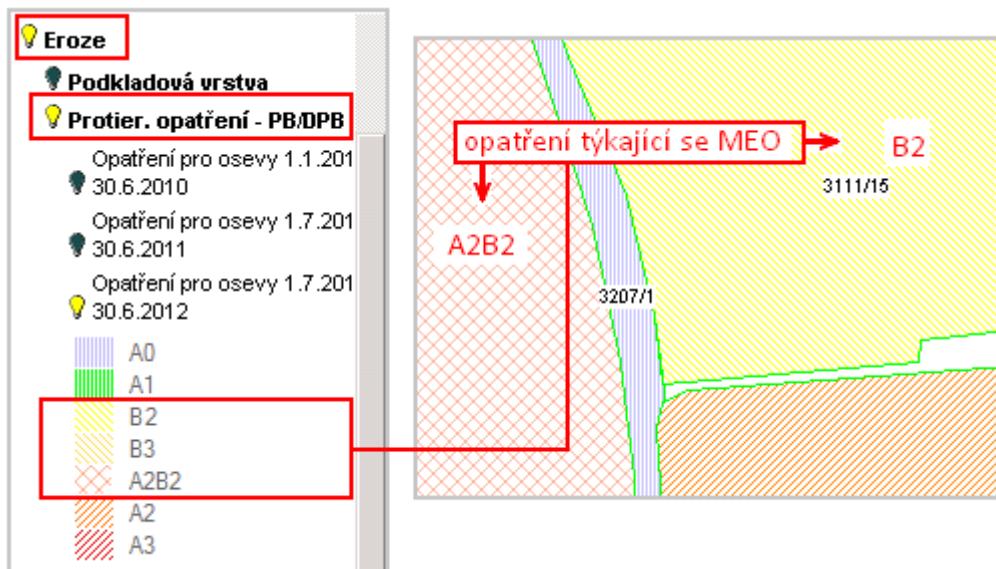 Eroze
Podkladová vrstva
Protier. opatření - PB/DPB
Opatření pro osevy 1.1.201
30.6.2010
Opatření pro osevy 1.7.201
30.6.2011
Opatření pro osevy 1.7.201
30.6.2012
A0
A1
B2
B3
A2B2
A2
A3
opatření týkající se MEO
B2
3111/15
A2B2
3207/1